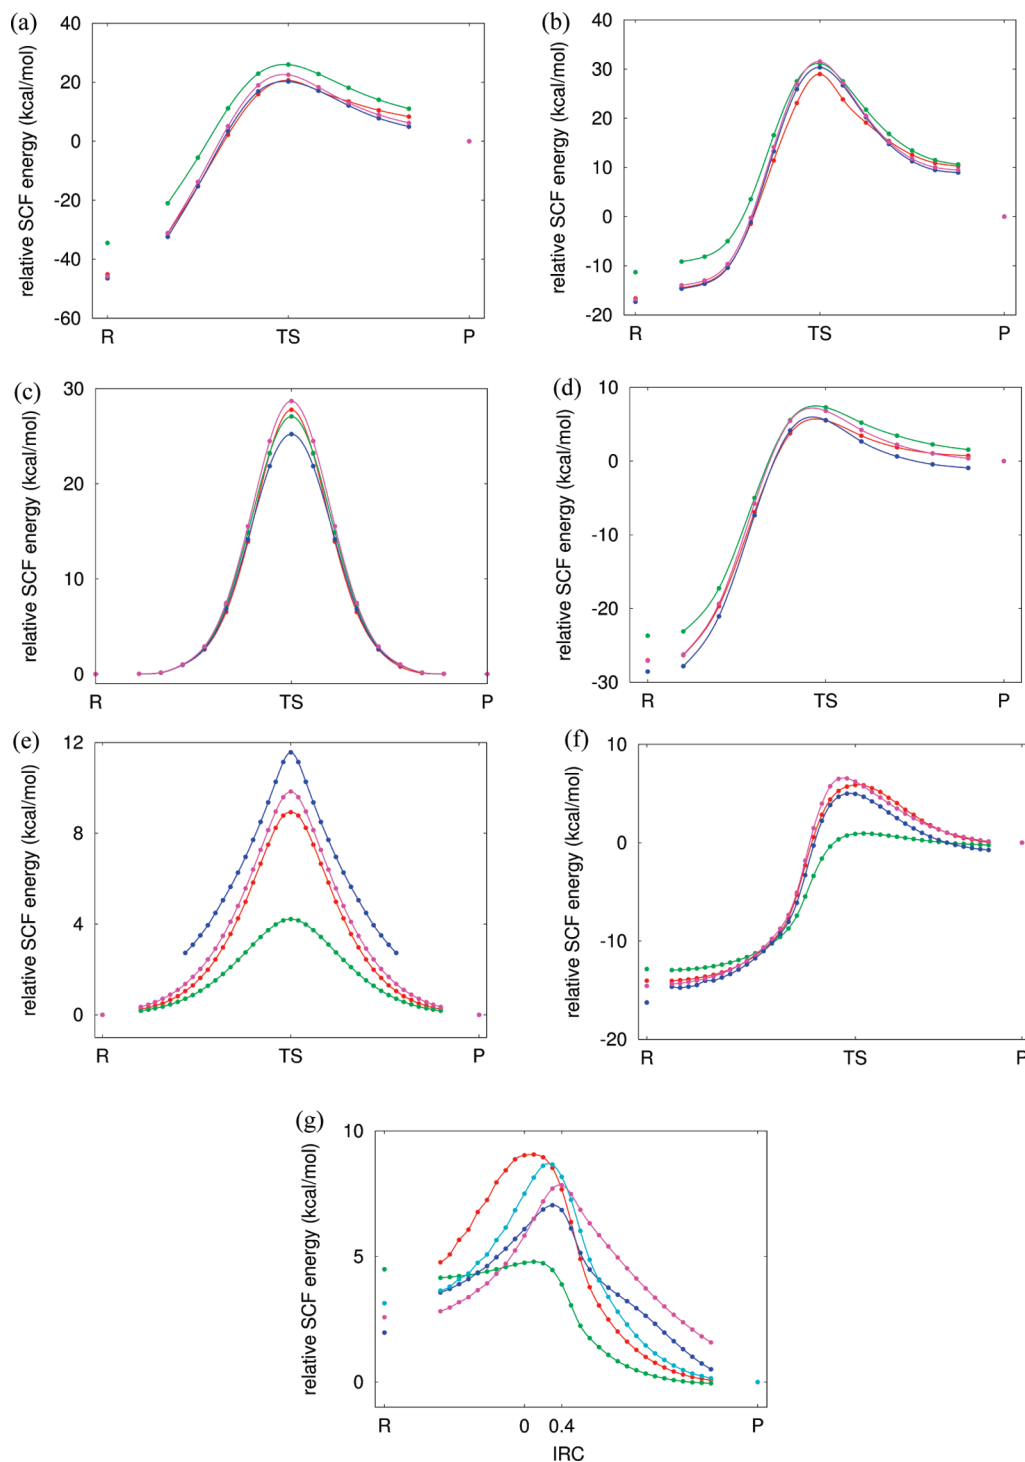 (a)
relative SCF energy (kcal/mol)
40
20
0
-20
-40
-60
R TS P
(b)
relative SCF energy (kcal/mol)
40
30
20
10
0
-10
-20
R TS P
(c)
relative SCF energy (kcal/mol)
30
20
10
0
R TS P
(d)
relative SCF energy (kcal/mol)
10
0
-10
-20
-30
R TS P
(e)
relative SCF energy (kcal/mol)
12
8
4
0
R TS P
(f)
relative SCF energy (kcal/mol)
10
0
-10
-20
R TS P
(g)
relative SCF energy (kcal/mol)
10
5
0
R 0 0.4 P
IRC